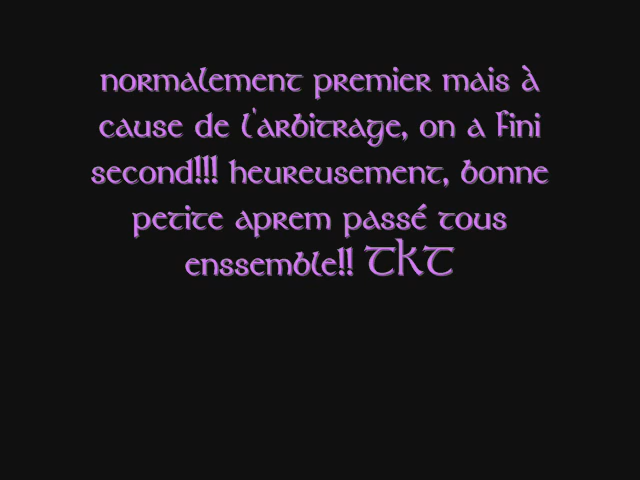 normalement premier mais à
cause de l'arbitrage, on a fini
second!!! heureusement, bonne
petite aprem passé tous
enssemble!! TKT